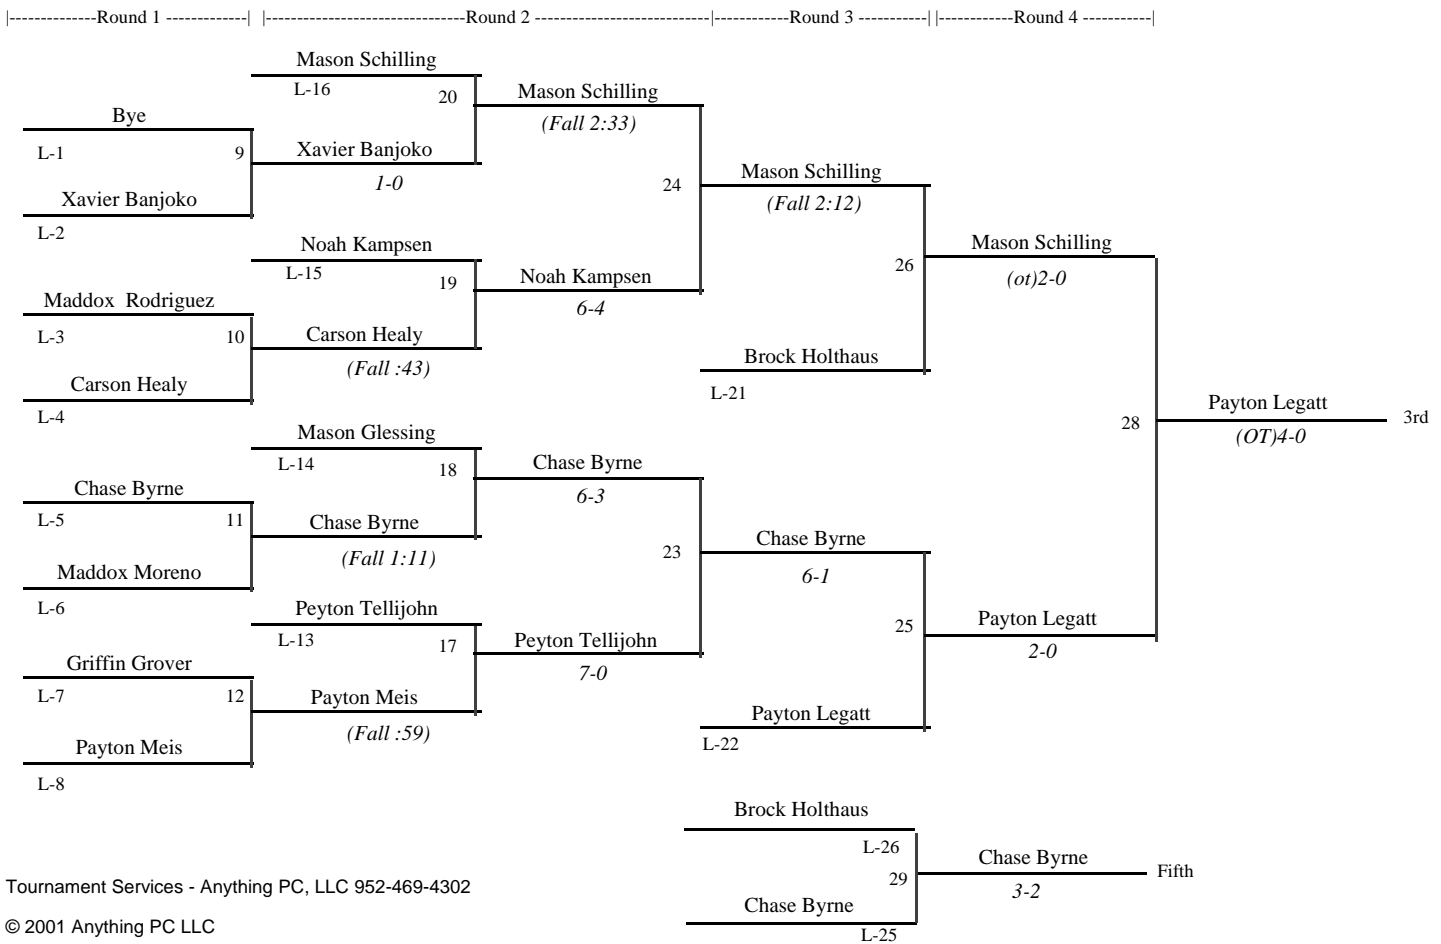 |-------------Round 1 -------------| |------------------------------Round 2 --------------------------|-------------Round 3 -----------| |-----------Round 4 -----------|
Mason Schilling
L-16
20
Mason Schilling
(Fall 2:33)
Bye
L-1
9
Xavier Banjoko
1-0
24
Mason Schilling
(Fall 2:12)
Xavier Banjoko
L-2
Noah Kampsen
L-15
19
Noah Kampsen
6-4
26
Mason Schilling
(ot)2-0
Maddox  Rodriguez
L-3
10
Carson Healy
(Fall :43)
Brock Holthaus
L-21
Carson Healy
L-4
28
Payton Legatt
(OT)4-0
3rd
Mason Glessing
L-14
18
Chase Byrne
6-3
Chase Byrne
L-5
11
Chase Byrne
(Fall 1:11)
23
Chase Byrne
6-1
Maddox Moreno
L-6
Peyton Tellijohn
L-13
17
Peyton Tellijohn
7-0
25
Payton Legatt
2-0
Griffin Grover
L-7
12
Payton Meis
(Fall :59)
Payton Legatt
L-22
Payton Meis
L-8
Brock Holthaus
L-26
29
Chase Byrne
3-2
Fifth
Chase Byrne
L-25
Tournament Services - Anything PC, LLC 952-469-4302
© 2001 Anything PC LLC